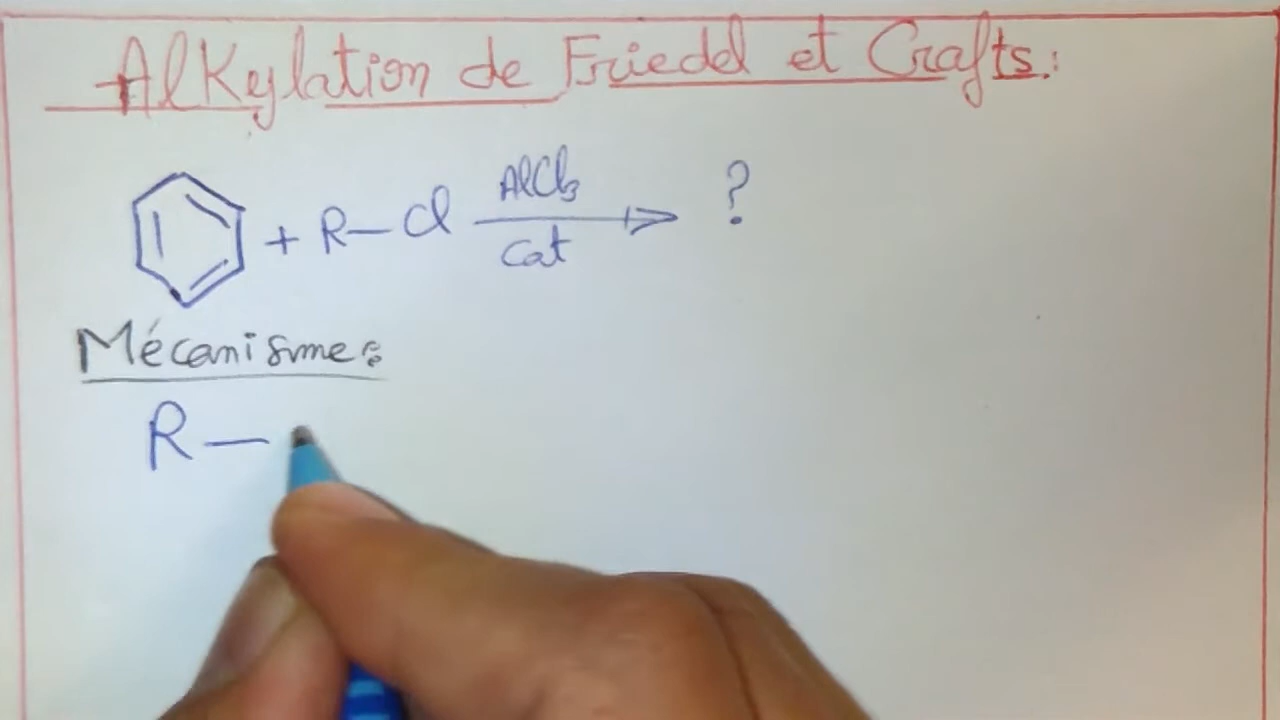 Alkylation de Friedel et Crafts:
+ R—Cl AlCl3 Cat ?
Mécanisme:
R—